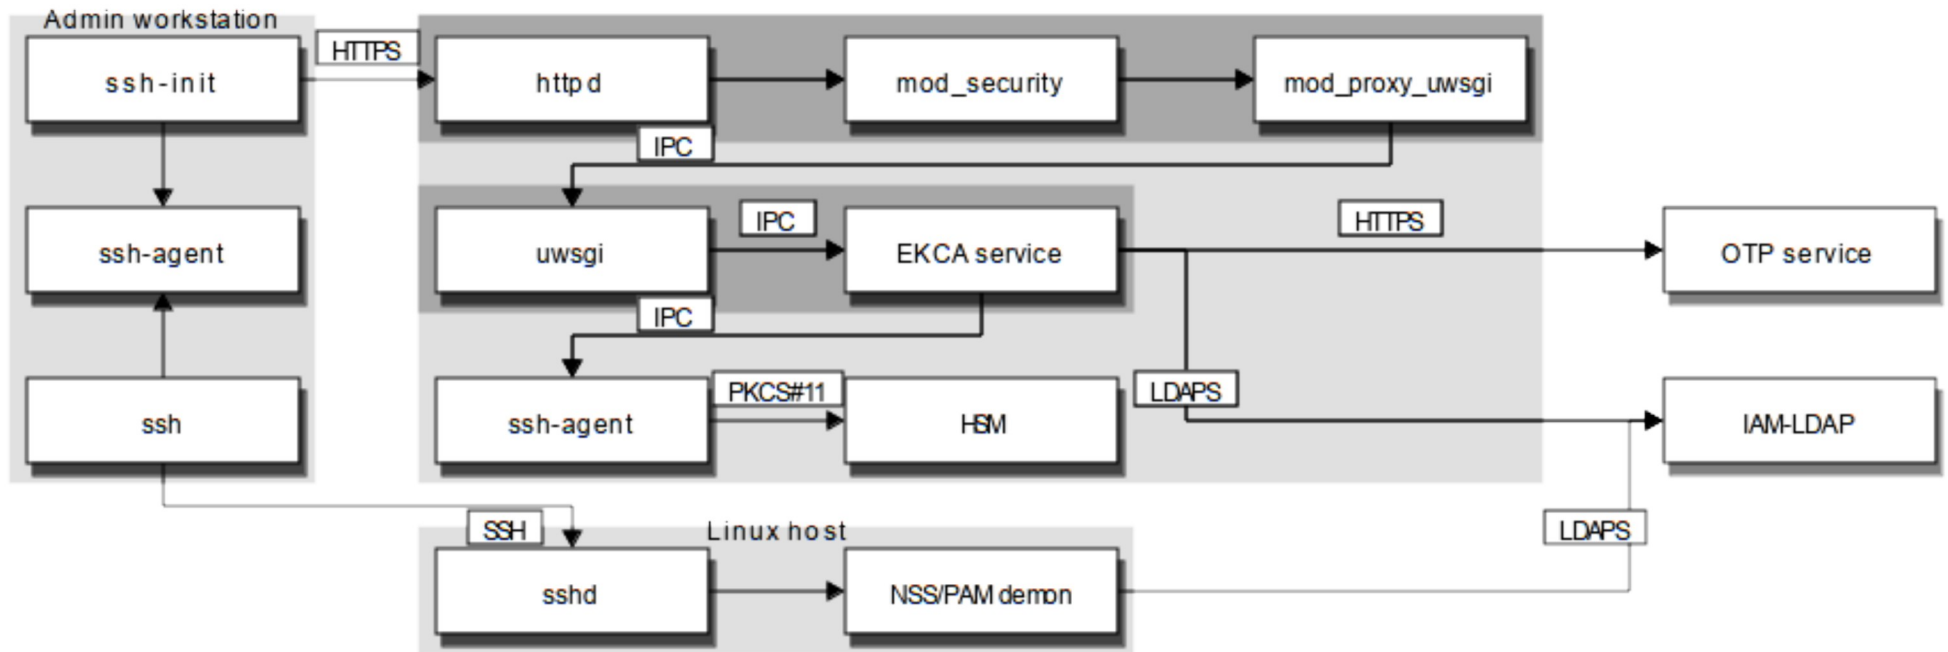 Admin workstation
ssh-init
HTTPS
httpd
mod_security
mod_proxy_uwsgi
IPC
ssh-agent
uwsgi
IPC
EKCA service
HTTPS
OTP service
IPC
ssh
ssh-agent
PKCS#11
HSM
LDAPS
IAM-LDAP
SSH
Linux host
LDAPS
sshd
NSS/PAM demon